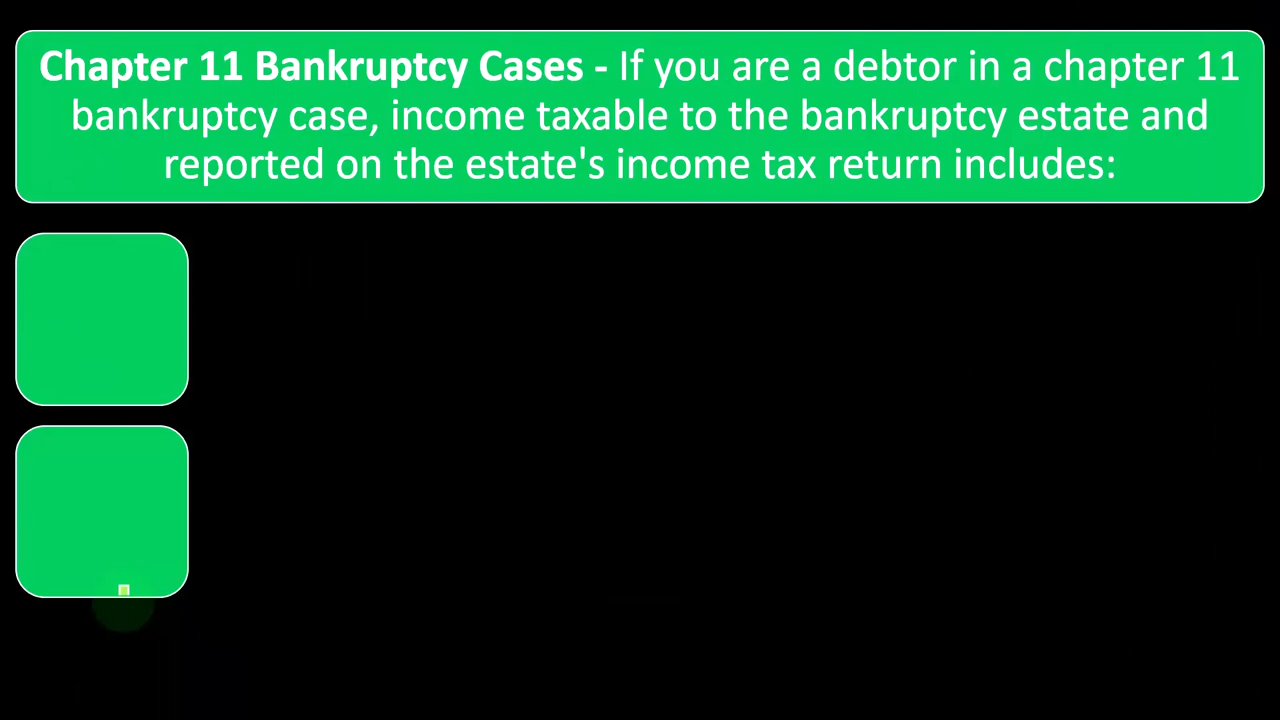 Chapter 11 Bankruptcy Cases - If you are a debtor in a chapter 11
bankruptcy case, income taxable to the bankruptcy estate and
reported on the estate's income tax return includes: